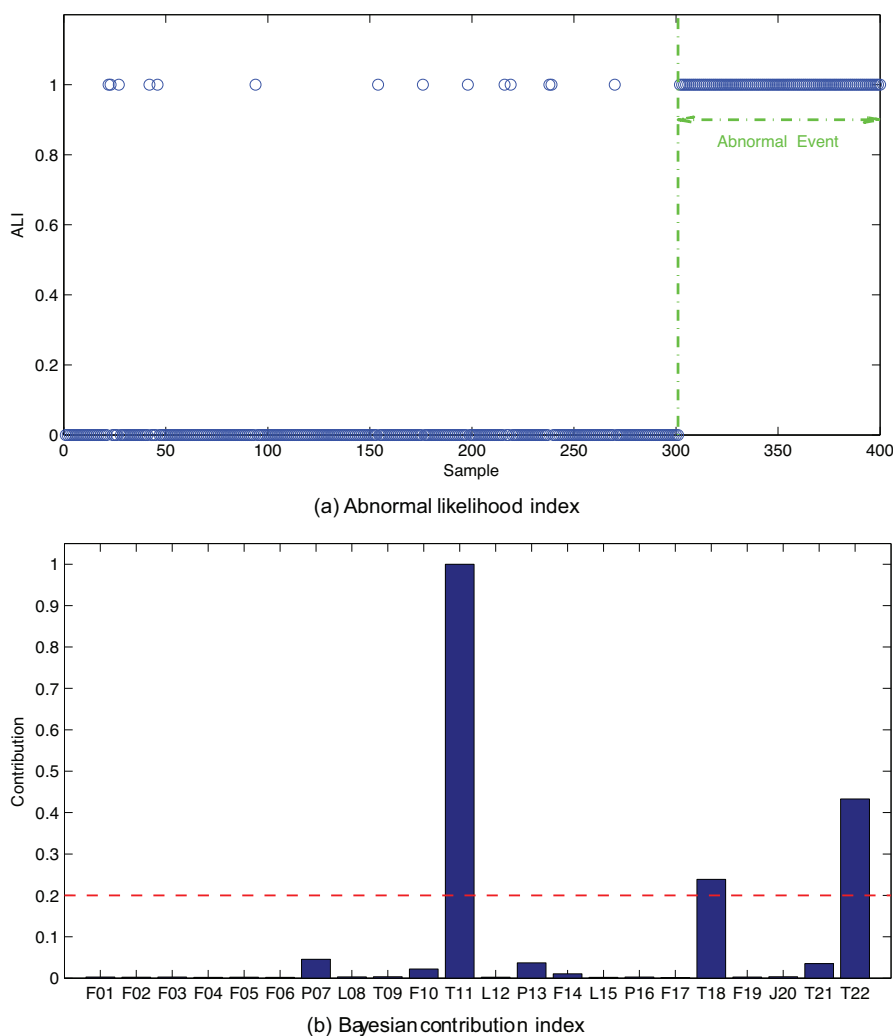 1
0.8
0.6
0.4
0.2
0
ALI
Abnormal Event
0 50 100 150 200 250 300 350 400
Sample
(a) Abnormal likelihood index
1
0.9
0.8
0.7
0.6
0.5
0.4
0.3
0.2
0.1
0
Contribution
F01 F02 F03 F04 F05 F06 P07 L08 T09 F10 T11 L12 P13 F14 L15 P16 F17 T18 F19 J20 T21 T22
(b) Bayesian contribution index